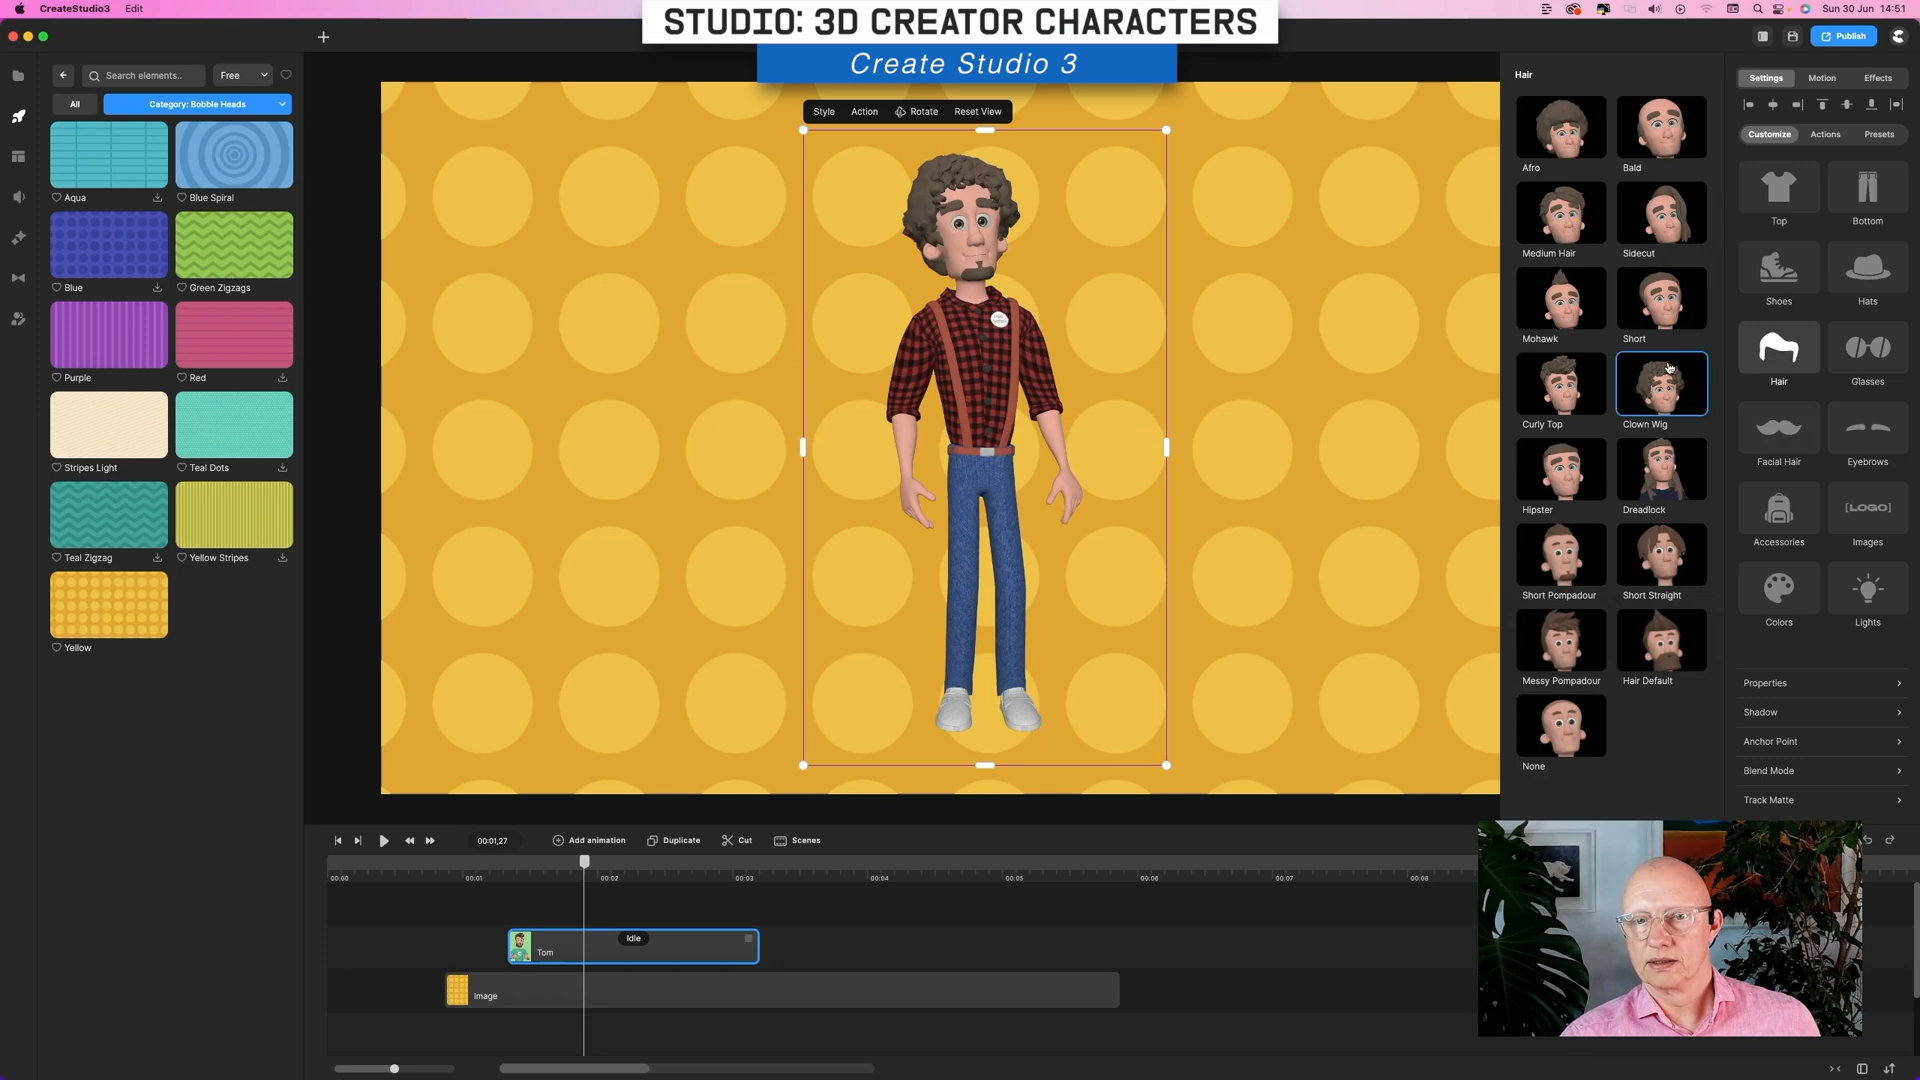 CreateStudio3 Edit
Sun 30 Jun 14:51
STUDIO: 3D CREATOR CHARACTERS
Create Studio 3
Publish
Search elements..
Free
All
Category: Bobble Heads
Aqua
Blue Spiral
Blue
Green Zigzags
Purple
Red
Stripes Light
Teal Dots
Teal Zigzag
Yellow Stripes
Yellow
Style Action Rotate Reset View
Hair
Afro
Bald
Medium Hair
Sidecut
Mohawk
Short
Curly Top
Clown Wig
Hipster
Dreadlock
Short Pompadour
Short Straight
Messy Pompadour
Hair Default
None
Settings Motion Effects
Customize Actions Presets
Top
Bottom
Shoes
Hats
Hair
Glasses
Facial Hair
Eyebrows
[LOGO]
Accessories
Images
Colors
Lights
Properties
Shadow
Anchor Point
Blend Mode
Track Matte
00:01,27
Add animation
Duplicate
Cut
Scenes
00:00 00:01 00:02 00:03 00:04 00:05 00:06 00:07 00:08
Idle
Tom
Image